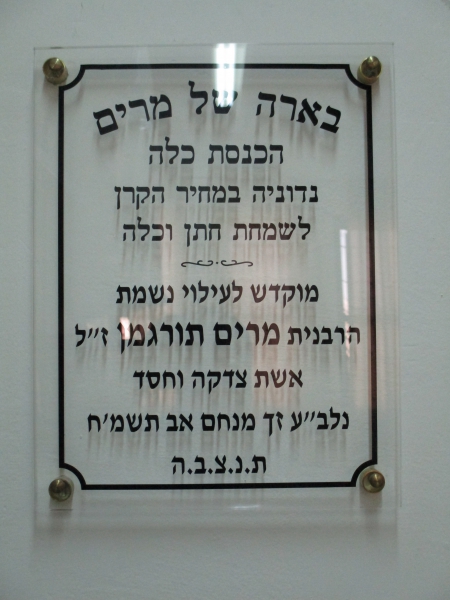 בארה של מרים
הכנסת כלה
נדוניה במחיר הקרן
לשמחת חתן וכלה
מוקדש לעילוי נשמת
הרבנית מרים תורגמן ז״ל
אשת צדקה וחסד
נלב״ע זך מנחם אב תשמ׳ח
ת.נ.צ.ב.ה